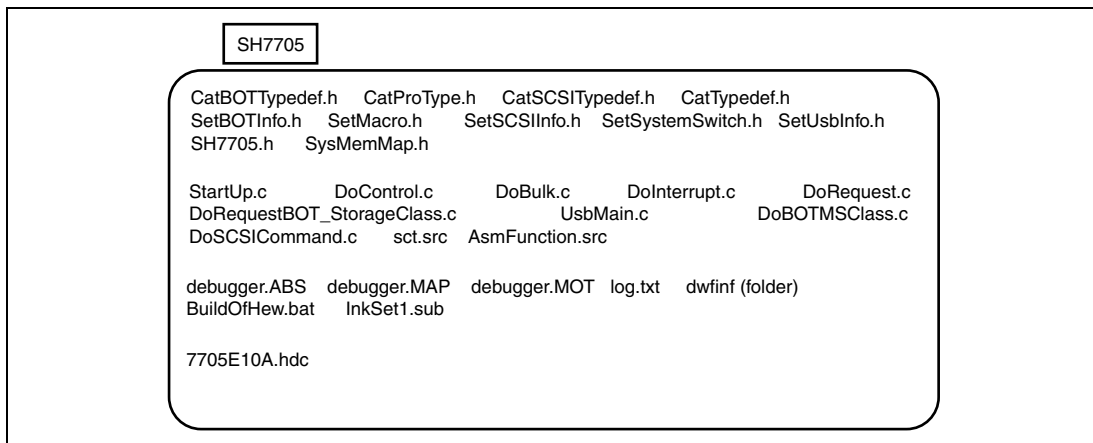 SH7705
CatBOTTypedef.h CatProType.h CatSCSITypedef.h CatTypedef.h
SetBOTInfo.h SetMacro.h SetSCSIInfo.h SetSystemSwitch.h SetUsbInfo.h
SH7705.h SysMemMap.h
StartUp.c DoControl.c DoBulk.c DoInterrupt.c DoRequest.c
DoRequestBOT_StorageClass.c UsbMain.c DoBOTMSClass.c
DoSCSICommand.c sct.src AsmFunction.src
debugger.ABS debugger.MAP debugger.MOT log.txt dwfinf (folder)
BuildOfHew.bat InkSet1.sub
7705E10A.hdc